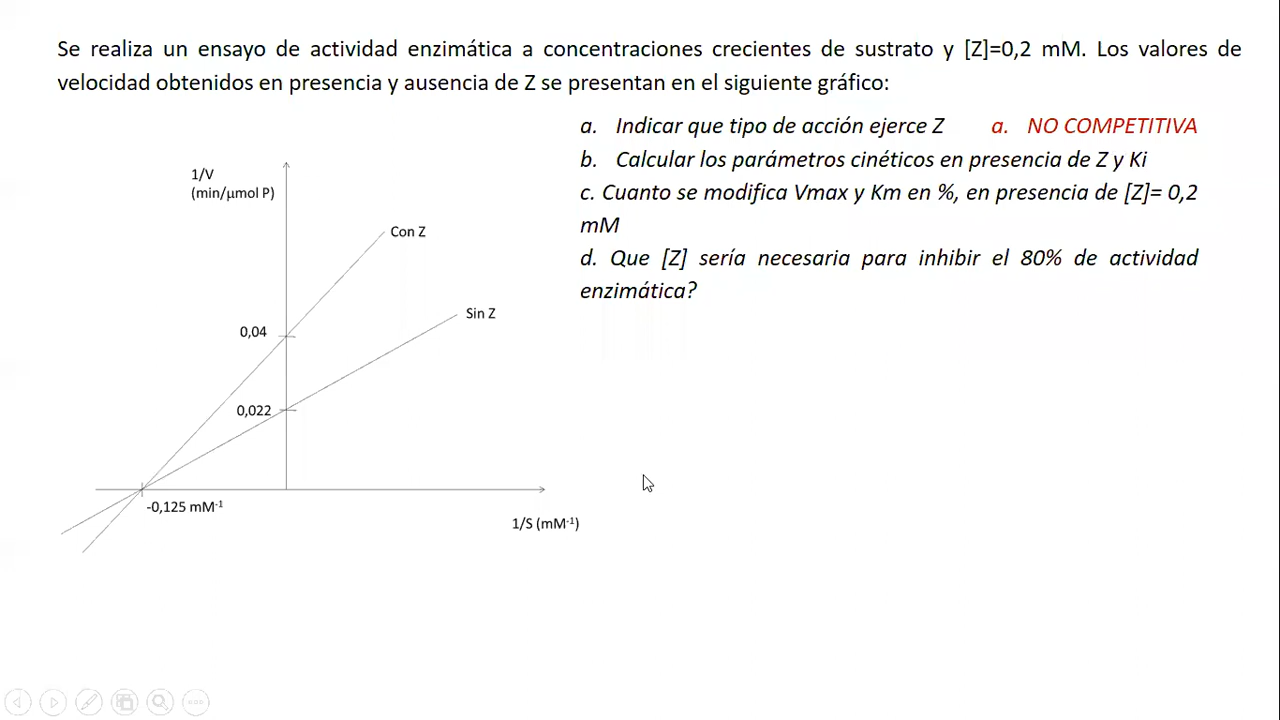 Se realiza un ensayo de actividad enzimática a concentraciones crecientes de sustrato y [Z]=0,2 mM. Los valores de
velocidad obtenidos en presencia y ausencia de Z se presentan en el siguiente gráfico:
a. Indicar que tipo de acción ejerce Z a. NO COMPETITIVA
b. Calcular los parámetros cinéticos en presencia de Z y Ki
c. Cuanto se modifica Vmax y Km en %, en presencia de [Z]= 0,2
mM
d. Que [Z] sería necesaria para inhibir el 80% de actividad
enzimática?
1/V
(min/μmol P)
Con Z
Sin Z
0,04
0,022
-0,125 mM⁻¹
1/S (mM⁻¹)